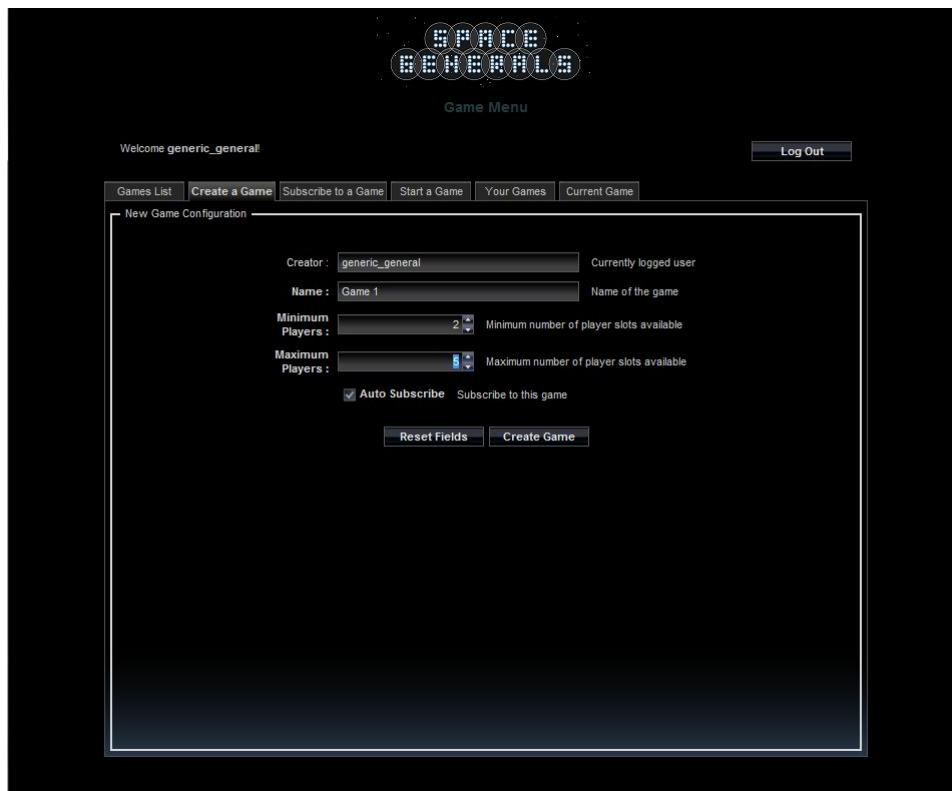 SPACE
GENERALS
Game Menu
Welcome generic_general!
Log Out
Games List Create a Game Subscribe to a Game Start a Game Your Games Current Game
New Game Configuration
Creator : generic_general Currently logged user
Name : Game 1 Name of the game
Minimum
Players : 2 Minimum number of player slots available
Maximum
Players : 5 Maximum number of player slots available
Auto Subscribe Subscribe to this game
Reset Fields Create Game